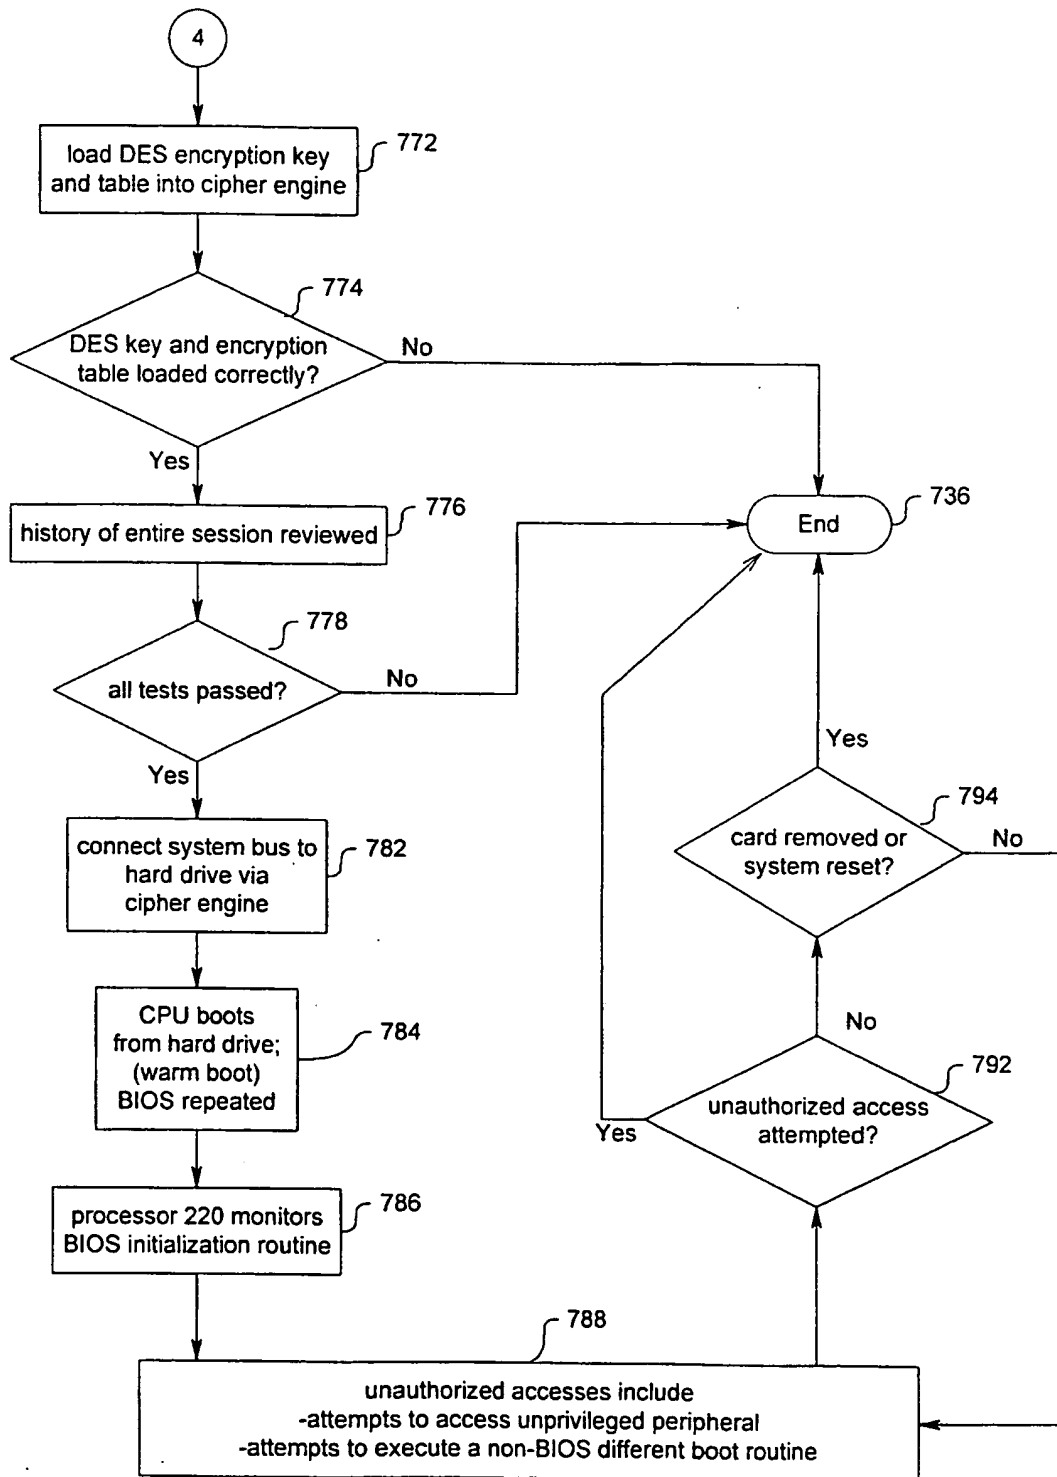 4
load DES encryption key
and table into cipher engine
772
774
DES key and encryption
table loaded correctly?
No
Yes
history of entire session reviewed
776
End
736
778
all tests passed?
No
Yes
connect system bus to
hard drive via
cipher engine
782
Yes
794
card removed or
system reset?
No
CPU boots
from hard drive;
(warm boot)
BIOS repeated
784
No
792
unauthorized access
attempted?
Yes
processor 220 monitors
BIOS initialization routine
786
788
unauthorized accesses include
-attempts to access unprivileged peripheral
-attempts to execute a non-BIOS different boot routine